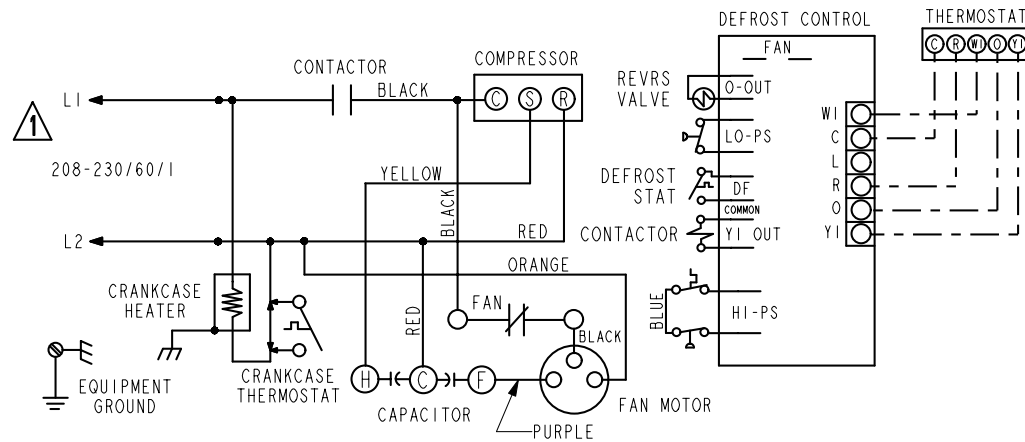 DEFROST CONTROL
THERMOSTAT
C R W1 O Y1
FAN
COMPRESSOR
CONTACTOR
BLACK
L1
C S R
REVRS
VALVE
O-OUT
1
W1
LO-PS
C
208-230/60/1
YELLOW
L
DEFROST
STAT
DF
R
BLACK
COMMON
O
L2
RED
CONTACTOR
Y1 OUT
Y1
ORANGE
CRANKCASE
HEATER
FAN
RED
BLUE
HI-PS
BLACK
EQUIPMENT
GROUND
CRANKCASE
THERMOSTAT
H C F
CAPACITOR
FAN MOTOR
PURPLE